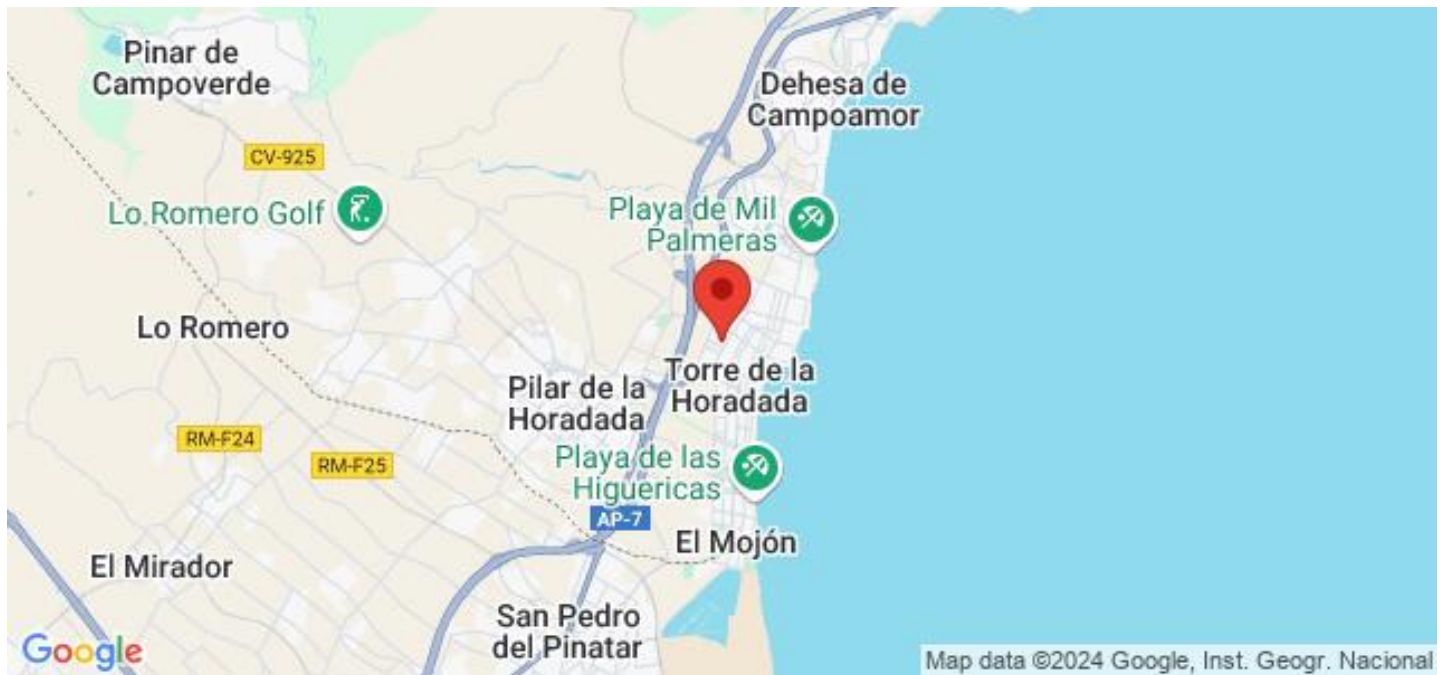 Pinar de
Campoverde
Dehesa de
Campoamor
CV-925
Lo Romero Golf
Playa de Mil
Palmeras
Lo Romero
Torre de la
Horadada
Pilar de la
Horadada
RM-F24
RM-F25
Playa de las
Higuericas
AP-7
El Mojón
El Mirador
San Pedro
del Pinatar
Google
Map data ©2024 Google, Inst. Geogr. Nacional